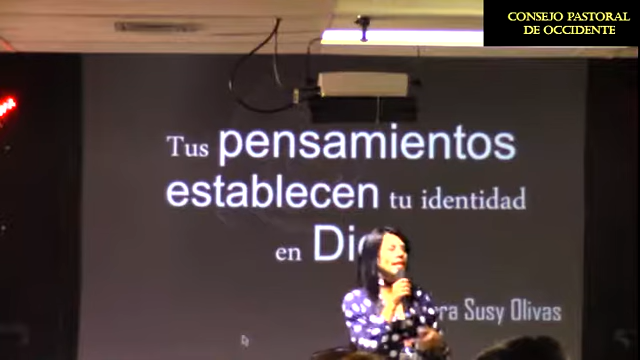 CONSEJO PASTORAL
DE OCCIDENTE
Tus pensamientos
establecen tu identidad
en
Susy Olivas